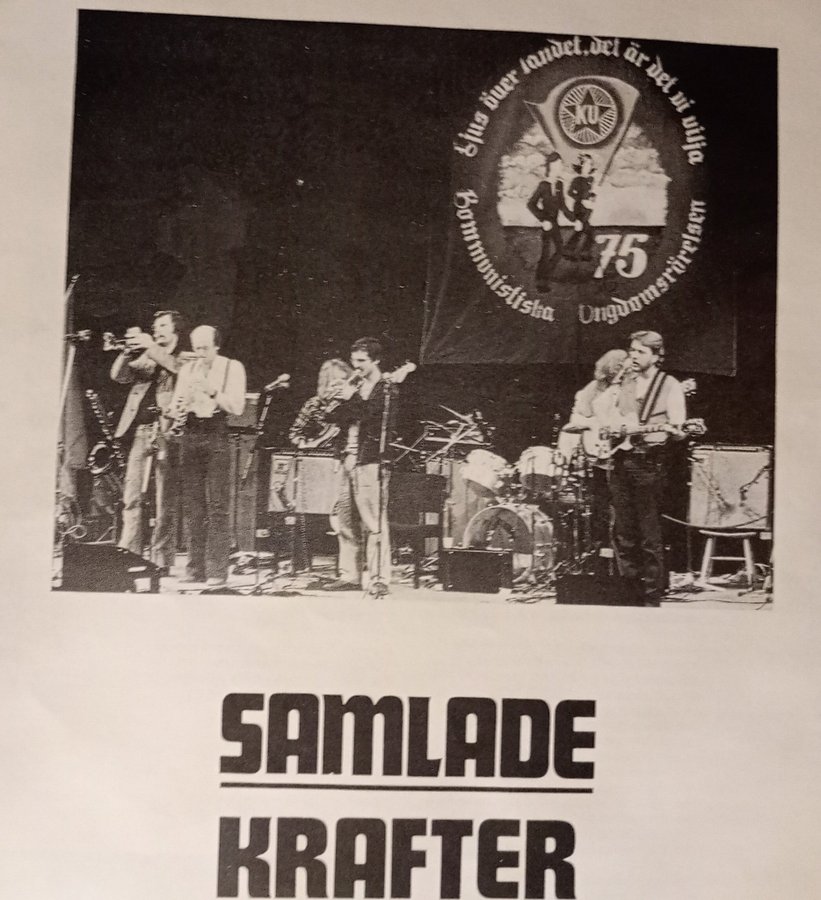 Ljus över landet, det är det vi vilja
KU
75
Kommunistiska Ungdomsrörelsen
SAMLADE
KRAFTER